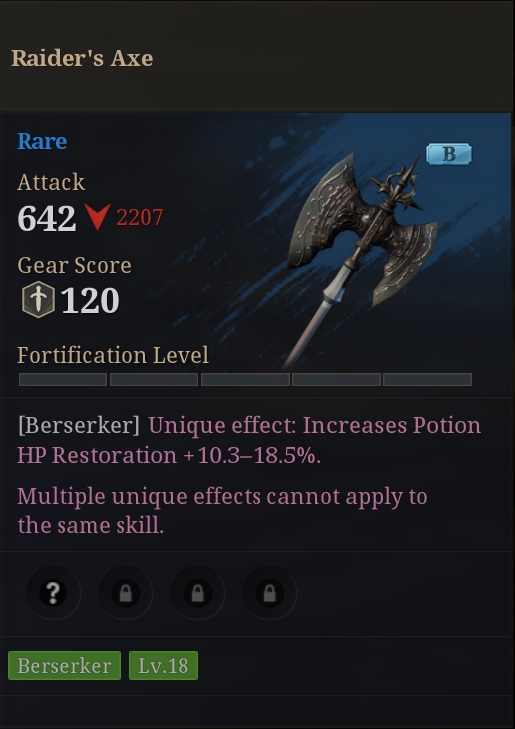 Raider's Axe
Rare
B
Attack
642 2207
Gear Score
120
Fortification Level
[Berserker] Unique effect: Increases Potion
HP Restoration +10.3–18.5%.
Multiple unique effects cannot apply to
the same skill.
?
Berserker Lv.18